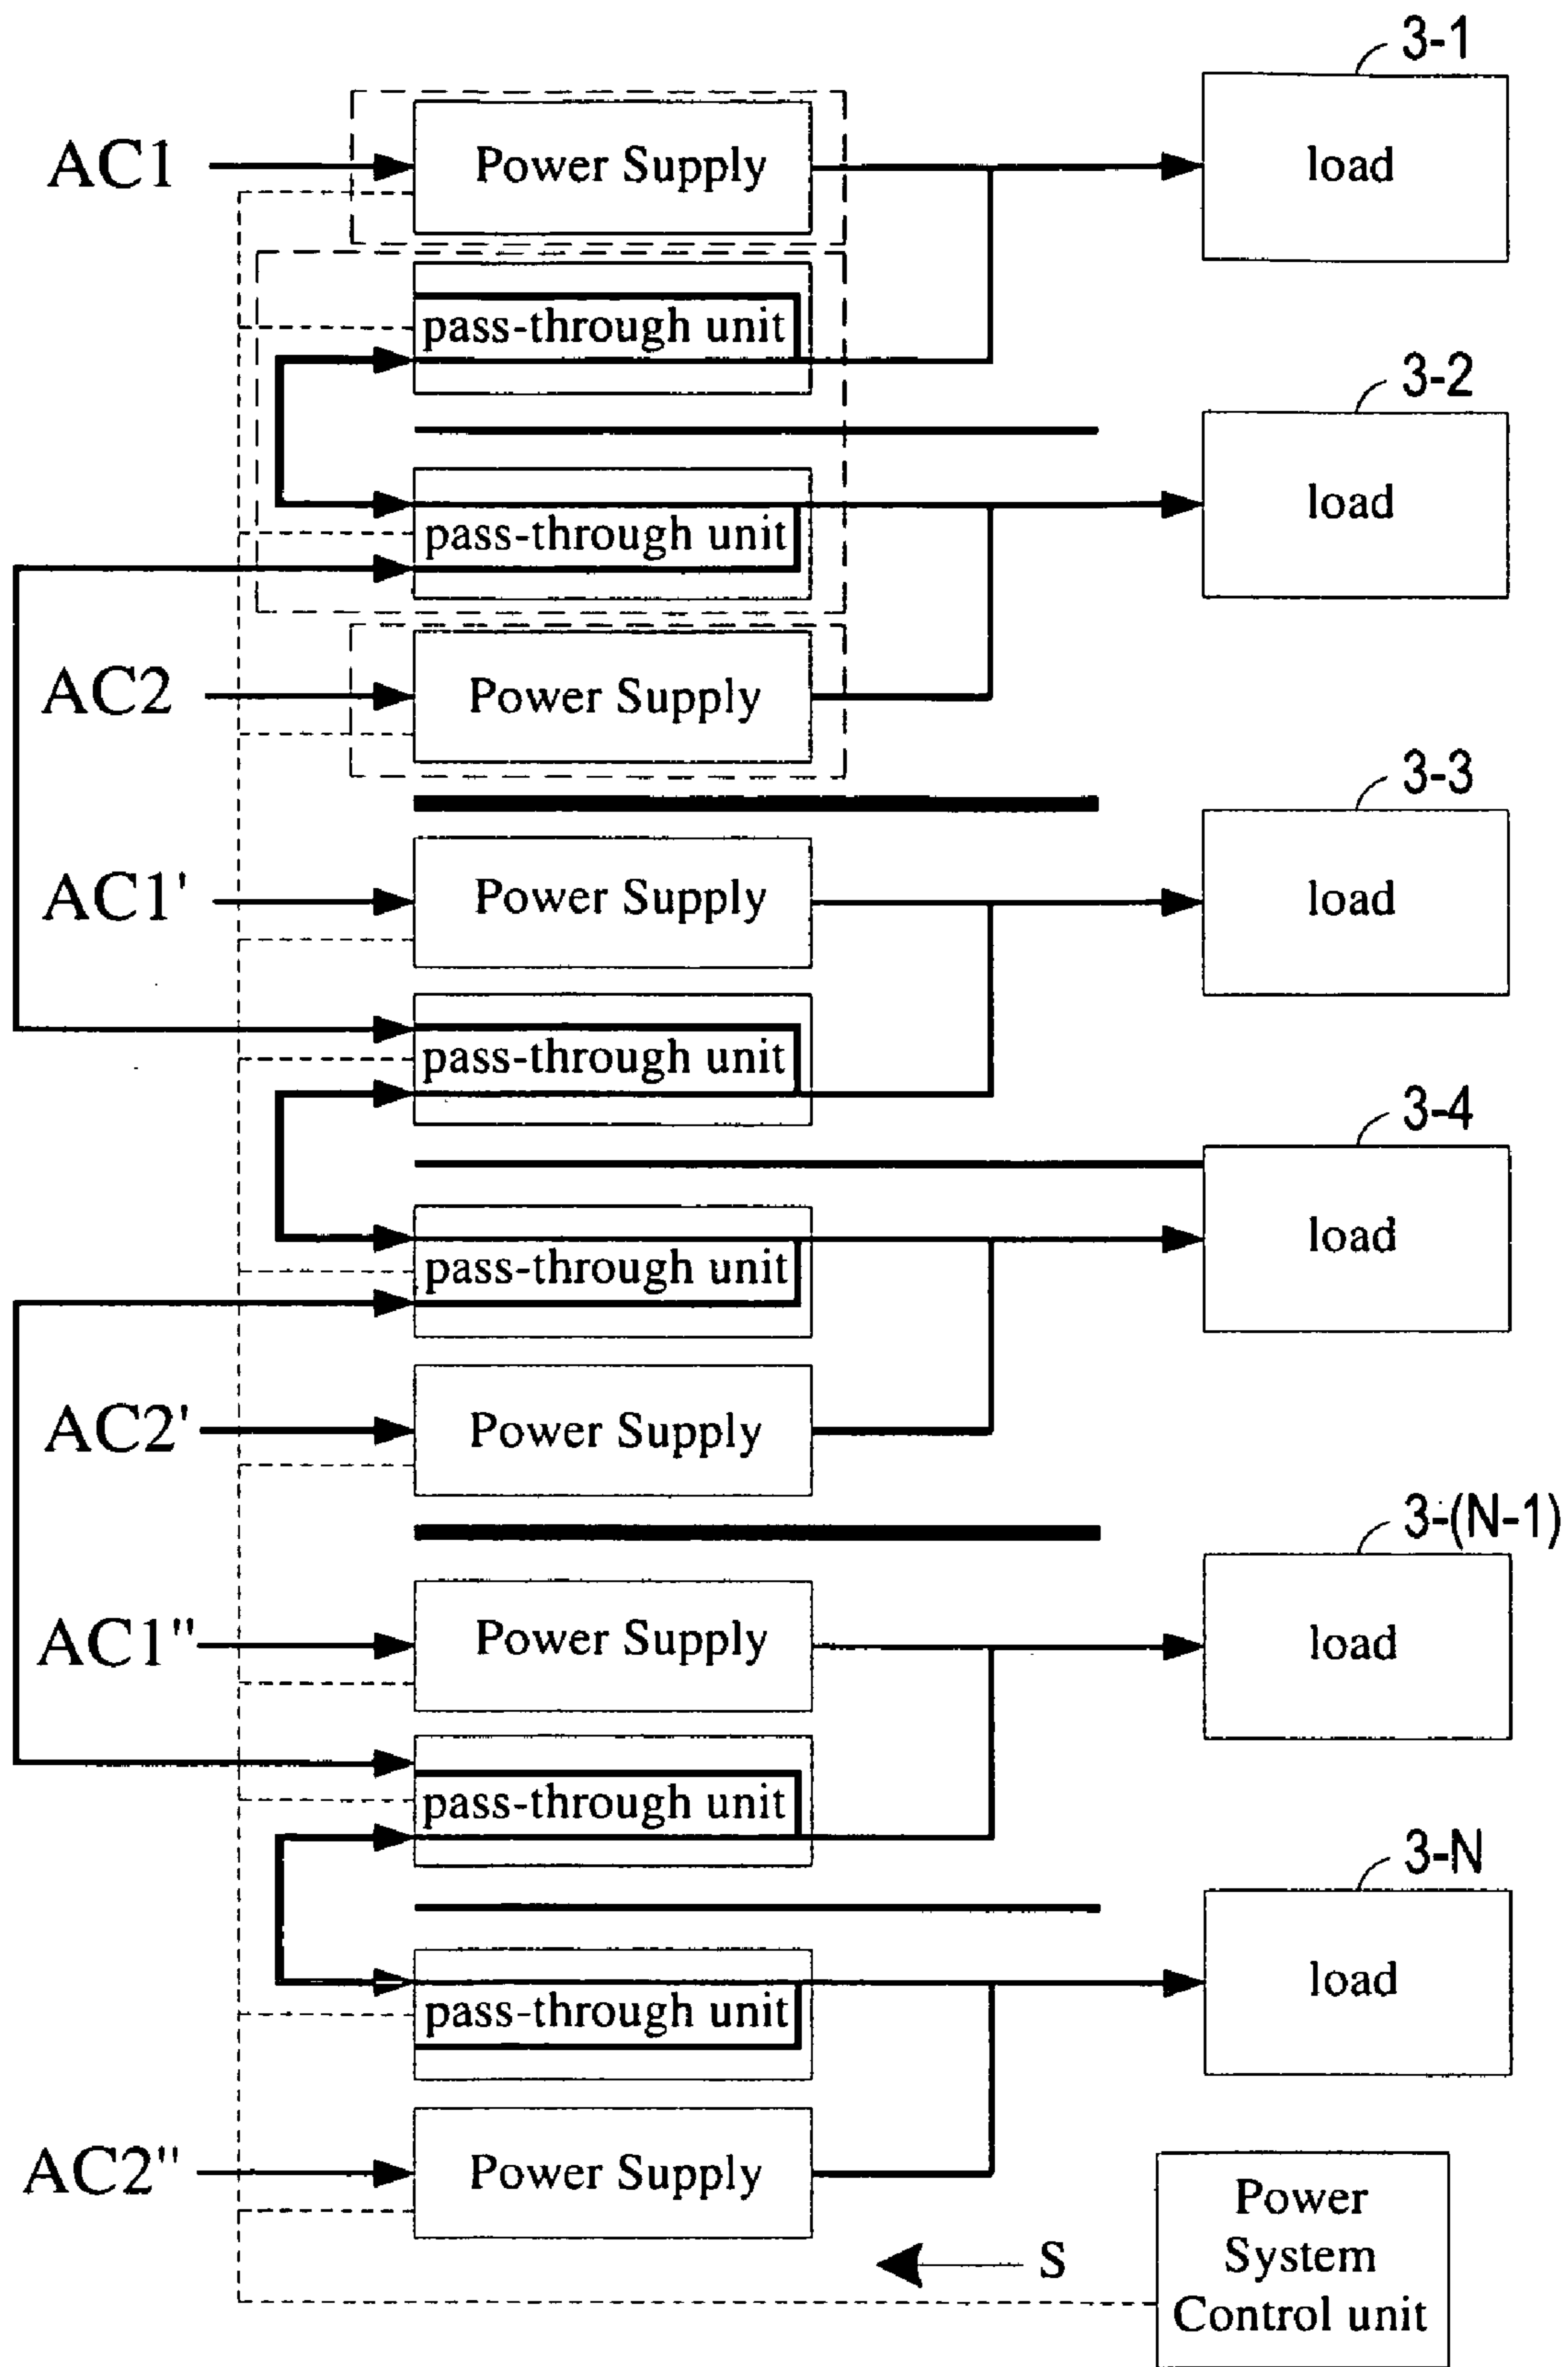 3-1
AC1
Power Supply
load
pass-through unit
3-2
load
pass-through unit
AC2
Power Supply
3-3
AC1'
Power Supply
load
pass-through unit
3-4
load
pass-through unit
AC2'
Power Supply
3-(N-1)
AC1"
Power Supply
load
pass-through unit
3-N
load
pass-through unit
AC2"
Power Supply
Power
System
Control unit
S